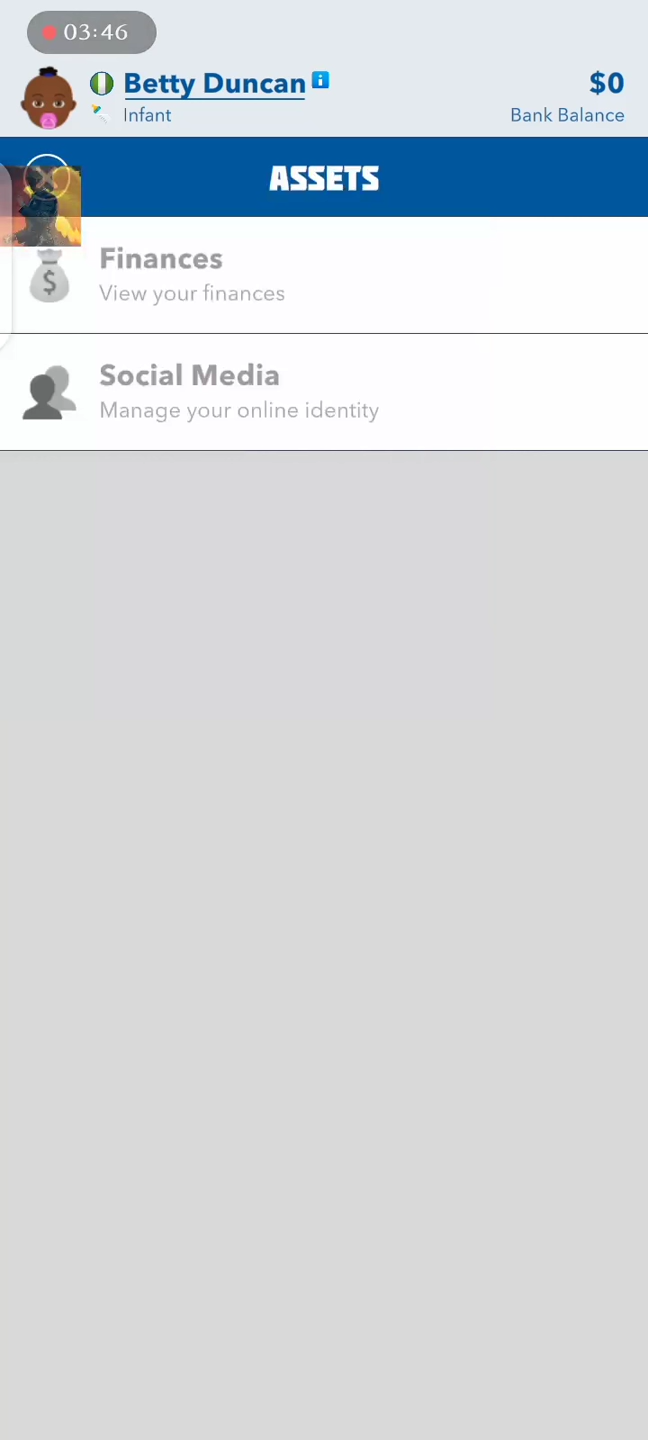 03:46
Betty Duncan
$0
Infant
Bank Balance
ASSETS
Finances
View your finances
Social Media
Manage your online identity